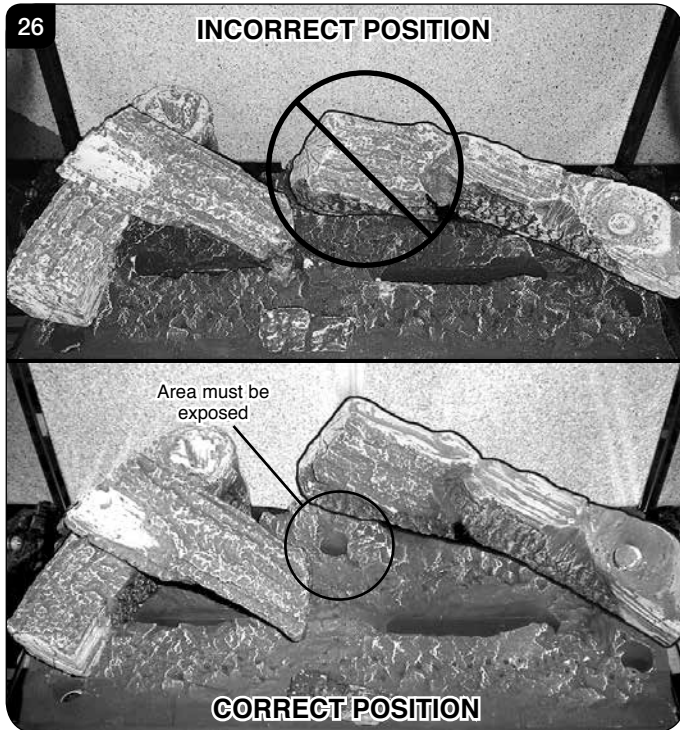 26
INCORRECT POSITION
Area must be
exposed
CORRECT POSITION